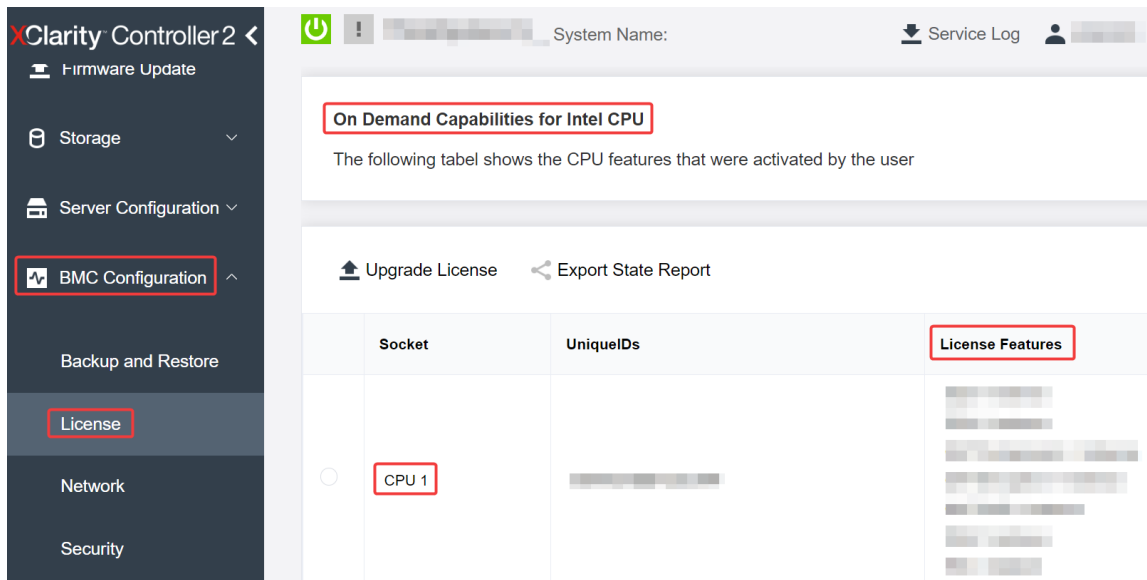 XClarity™ Controller 2
Firmware Update
Storage
Server Configuration
BMC Configuration
Backup and Restore
License
Network
Security
System Name:
Service Log
On Demand Capabilities for Intel CPU
The following tabel shows the CPU features that were activated by the user
Upgrade License
Export State Report
Socket
UniqueIDs
License Features
CPU 1